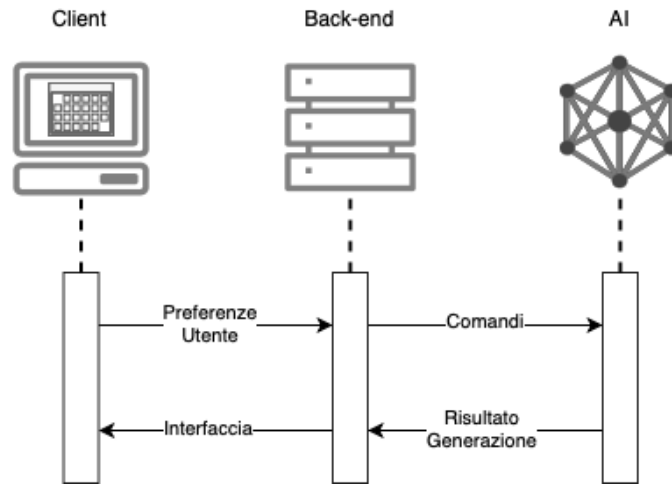 Client
Back-end
AI
Preferenze
Utente
Comandi
Interfaccia
Risultato
Generazione